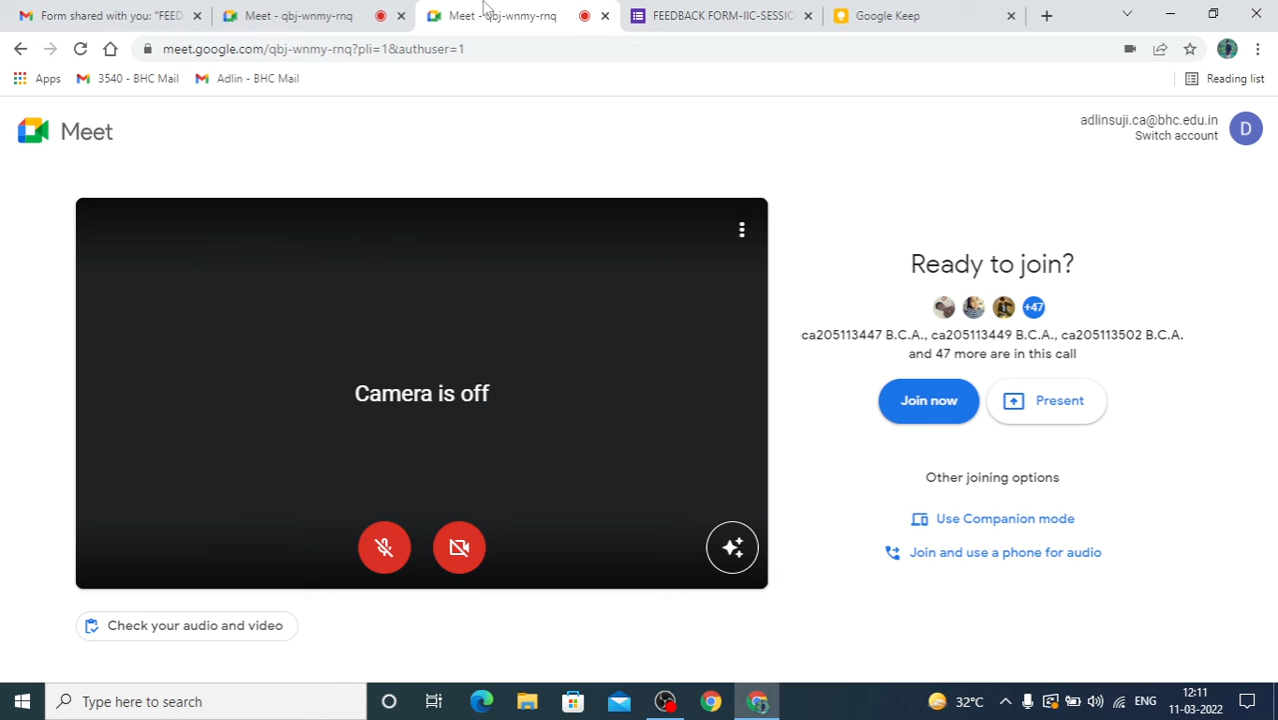 Form shared with you: "FEED
Meet - qbj-wnmy-rnq
Meet - qbj-wnmy-rnq
FEEDBACK FORM-IIC-SESSIO
Google Keep
meet.google.com/qbj-wnmy-rnq?pli=1&authuser=1
Apps
3540 - BHC Mail
Adlin - BHC Mail
Reading list
Meet
adlinsuji.ca@bhc.edu.in
Switch account
D
Camera is off
Ready to join?
+47
ca205113447 B.C.A., ca205113449 B.C.A., ca205113502 B.C.A.
and 47 more are in this call
Join now
Present
Other joining options
Use Companion mode
Join and use a phone for audio
Check your audio and video
Type here to search
32°C
ENG
12:11
11-03-2022